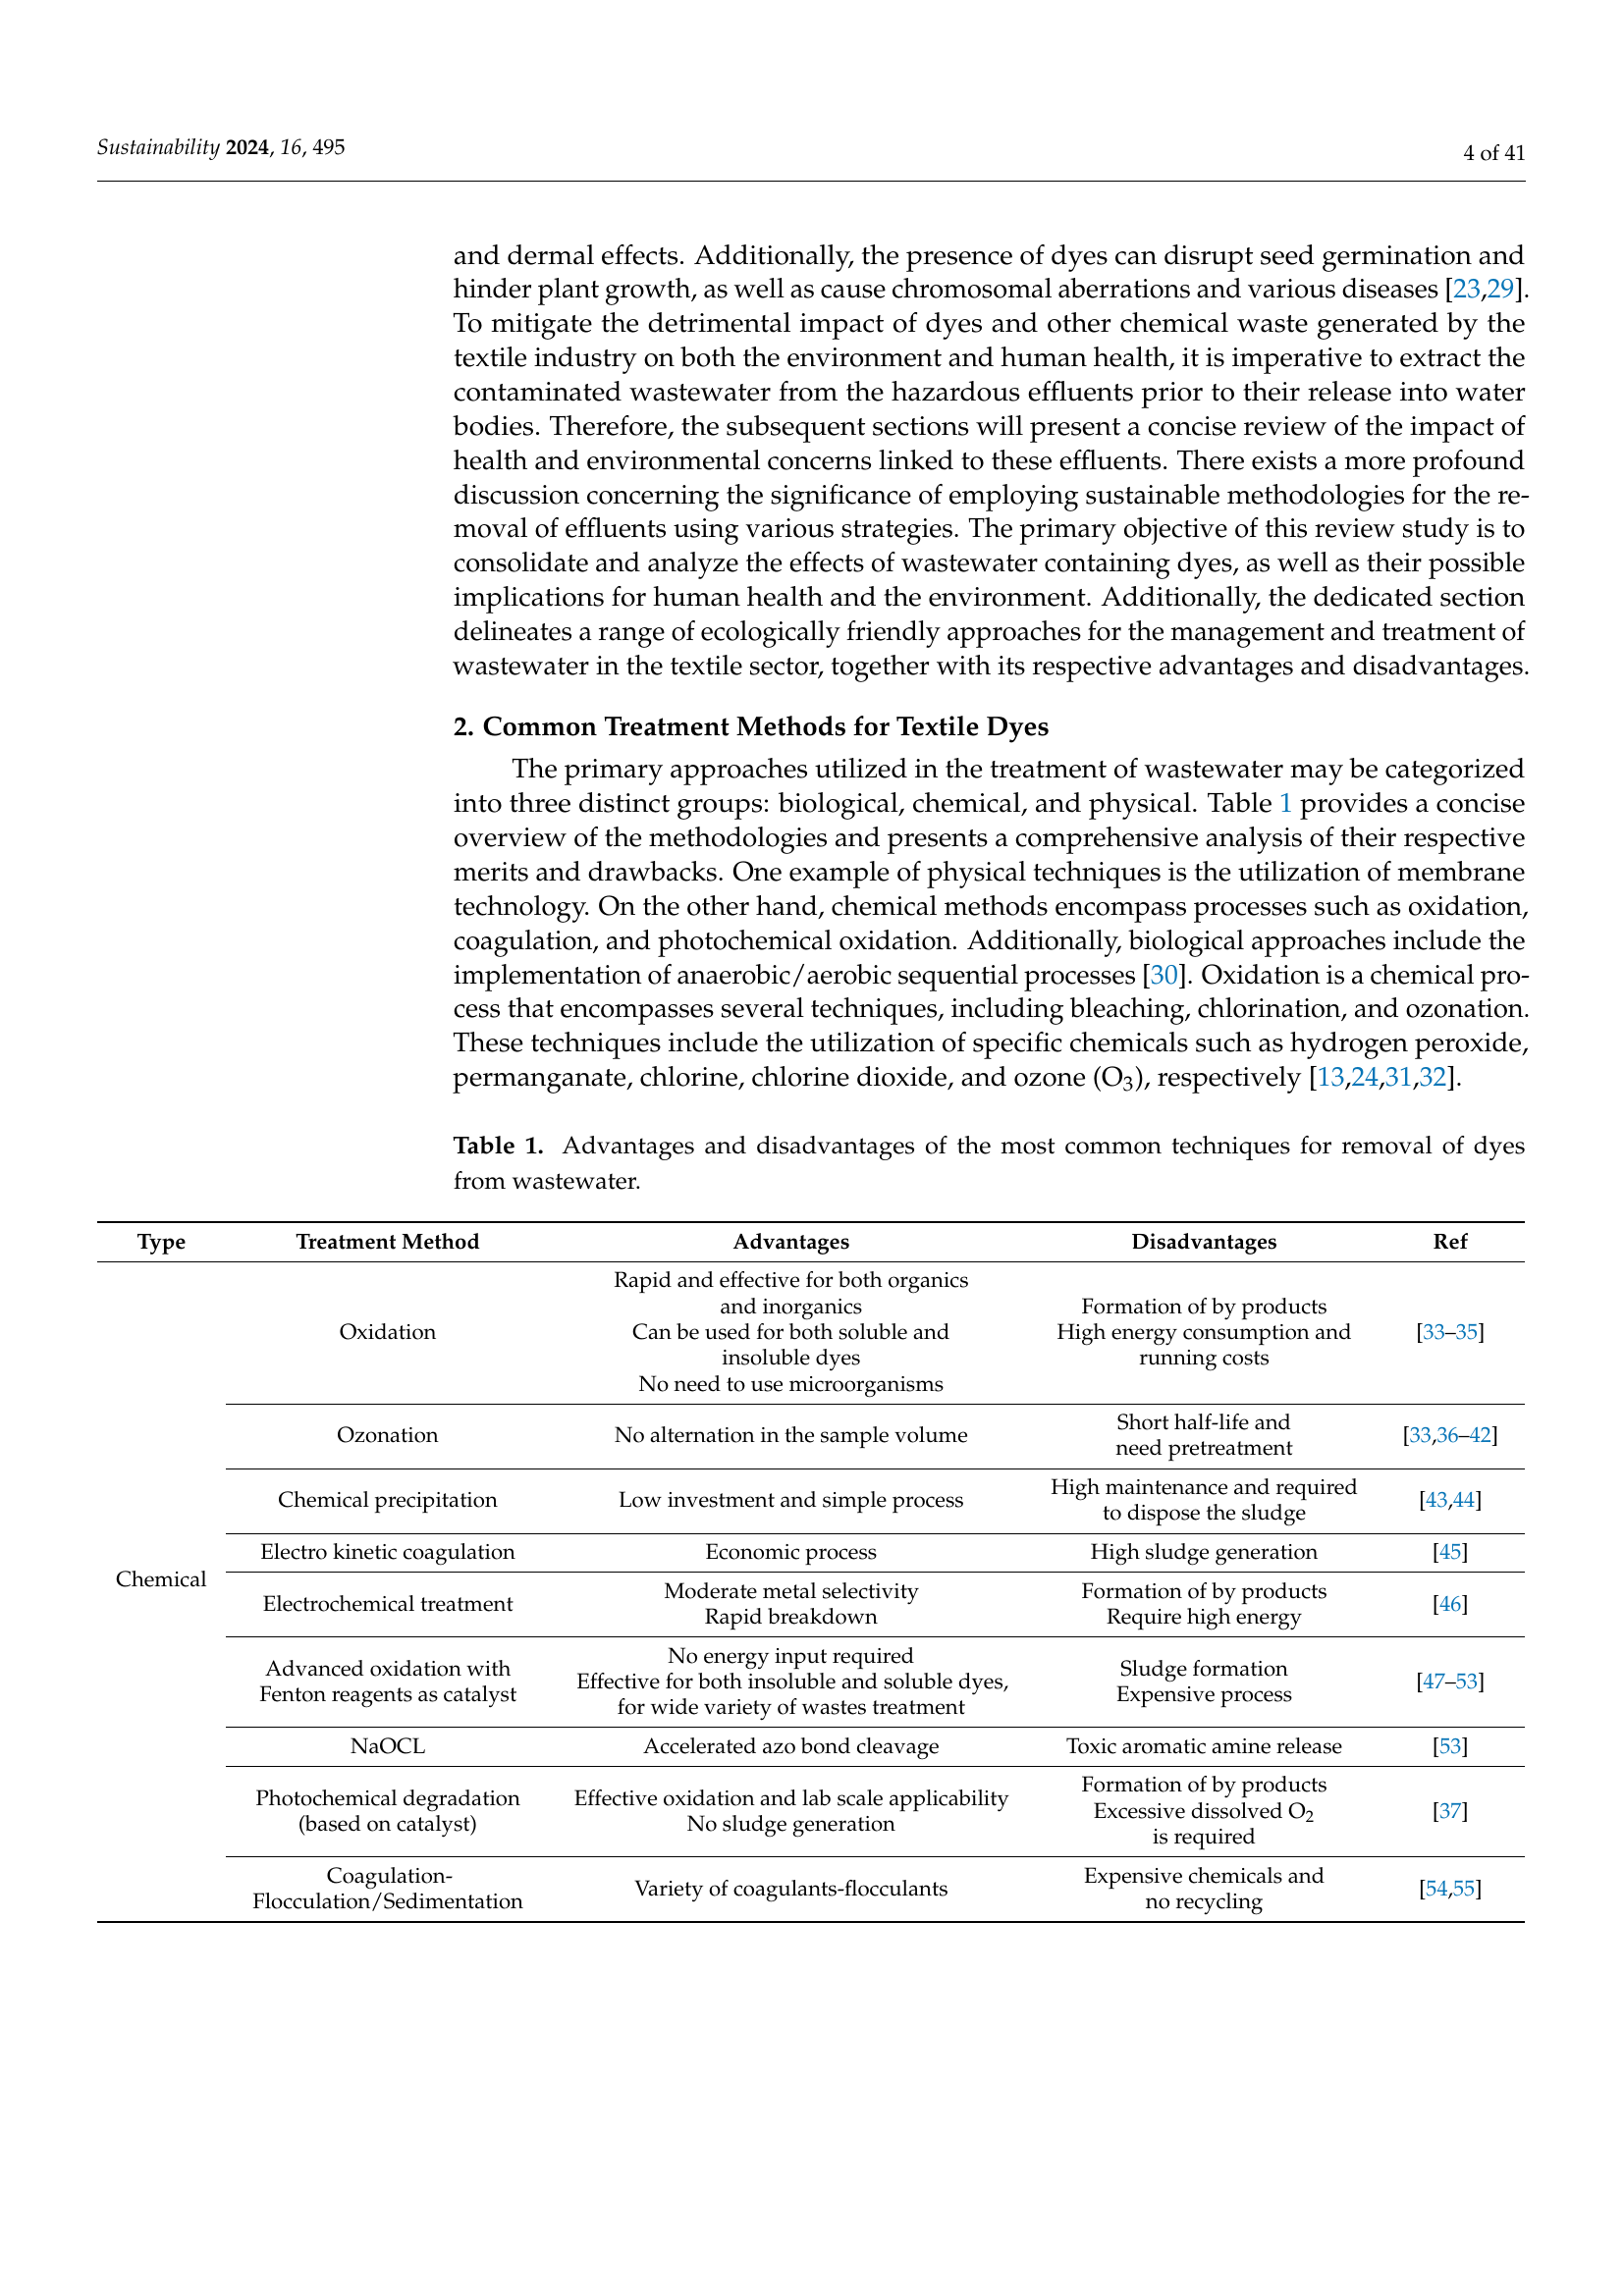 Sustainability 2024, 16, 495
4 of 41
and dermal effects. Additionally, the presence of dyes can disrupt seed germination and
hinder plant growth, as well as cause chromosomal aberrations and various diseases [23,29].
To mitigate the detrimental impact of dyes and other chemical waste generated by the
textile industry on both the environment and human health, it is imperative to extract the
contaminated wastewater from the hazardous effluents prior to their release into water
bodies. Therefore, the subsequent sections will present a concise review of the impact of
health and environmental concerns linked to these effluents. There exists a more profound
discussion concerning the significance of employing sustainable methodologies for the re-
moval of effluents using various strategies. The primary objective of this review study is to
consolidate and analyze the effects of wastewater containing dyes, as well as their possible
implications for human health and the environment. Additionally, the dedicated section
delineates a range of ecologically friendly approaches for the management and treatment of
wastewater in the textile sector, together with its respective advantages and disadvantages.
2. Common Treatment Methods for Textile Dyes
The primary approaches utilized in the treatment of wastewater may be categorized
into three distinct groups: biological, chemical, and physical. Table 1 provides a concise
overview of the methodologies and presents a comprehensive analysis of their respective
merits and drawbacks. One example of physical techniques is the utilization of membrane
technology. On the other hand, chemical methods encompass processes such as oxidation,
coagulation, and photochemical oxidation. Additionally, biological approaches include the
implementation of anaerobic/aerobic sequential processes [30]. Oxidation is a chemical pro-
cess that encompasses several techniques, including bleaching, chlorination, and ozonation.
These techniques include the utilization of specific chemicals such as hydrogen peroxide,
permanganate, chlorine, chlorine dioxide, and ozone (O3), respectively [13,24,31,32].
Table 1. Advantages and disadvantages of the most common techniques for removal of dyes
from wastewater.
Type Treatment Method Advantages Disadvantages Ref
Chemical
Oxidation
Rapid and effective for both organics
and inorganics
Can be used for both soluble and
insoluble dyes
No need to use microorganisms
Formation of by products
High energy consumption and
running costs
[33–35]
Ozonation
No alternation in the sample volume
Short half-life and
need pretreatment
[33,36–42]
Chemical precipitation
Low investment and simple process
High maintenance and required
to dispose the sludge
[43,44]
Electro kinetic coagulation
Economic process
High sludge generation
[45]
Electrochemical treatment
Moderate metal selectivity
Rapid breakdown
Formation of by products
Require high energy
[46]
Advanced oxidation with
Fenton reagents as catalyst
No energy input required
Effective for both insoluble and soluble dyes,
for wide variety of wastes treatment
Sludge formation
Expensive process
[47–53]
NaOCL
Accelerated azo bond cleavage
Toxic aromatic amine release
[53]
Photochemical degradation
(based on catalyst)
Effective oxidation and lab scale applicability
No sludge generation
Formation of by products
Excessive dissolved O2
is required
[37]
Coagulation-
Flocculation/Sedimentation
Variety of coagulants-flocculants
Expensive chemicals and
no recycling
[54,55]